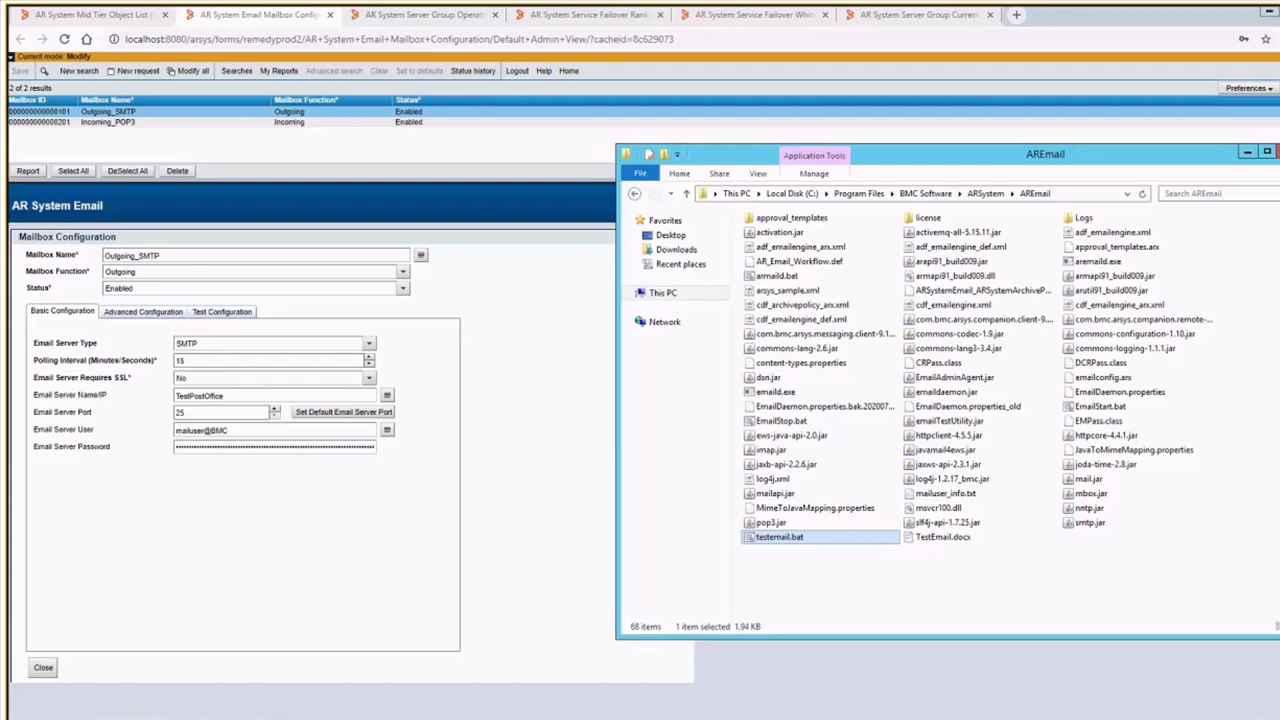 AR System Mid Tier Object List (
AR System Email Mailbox Config
AR System Server Group Operat
AR System Service Failover Rank
AR System Service Failover Whit
AR System Server Group Current
localhost:8080/arsys/forms/remedyprod2/AR+System+Email+Mailbox+Configuration/Default+Admin+View/?cacheid=8c629073
Current mode: Modify
Save New search New request Modify all Searches My Reports Advanced search Clear Set to defaults Status history Logout Help Home
2 of 2 results
Preferences
Mailbox ID Mailbox Name* Mailbox Function* Status*
000000000000101 Outgoing_SMTP Outgoing Enabled
000000000000201 Incoming_POP3 Incoming Enabled
Report Select All DeSelect All Delete
AR System Email
Mailbox Configuration
Mailbox Name* Outgoing_SMTP
Mailbox Function* Outgoing
Status* Enabled
Basic Configuration Advanced Configuration Test Configuration
Email Server Type SMTP
Polling Interval (Minutes/Seconds)* 15
Email Server Requires SSL* No
Email Server Name/IP TestPostOffice
Email Server Port 25 Set Default Email Server Port
Email Server User mailuser@BMC
Email Server Password
Close
Application Tools
AREmail
File Home Share View Manage
This PC Local Disk (C:) Program Files BMC Software ARSystem AREmail
Search AREmail
Favorites
Desktop
Downloads
Recent places
This PC
Network
approval_templates license Logs
activation.jar activemq-all-5.15.11.jar adf_emailengine.xml
adf_emailengine_arx.xml adf_emailengine_def.xml approval_templates.arx
AR_Email_Workflow.def arapi91_build009.jar aremaild.exe
armaild.bat armapi91_build009.dll armapi91_build009.jar
arsys_sample.xml ARSystemEmail_ARSystemArchiveP... arutil91_build009.jar
cdf_archivepolicy_arx.xml cdf_emailengine.xml cdf_emailengine_arx.xml
cdf_emailengine_def.xml com.bmc.arsys.companion.client-9.... com.bmc.arsys.companion.remote-...
com.bmc.arsys.messaging.client-9.1... commons-codec-1.9.jar commons-configuration-1.10.jar
commons-lang-2.6.jar commons-lang3-3.4.jar commons-logging-1.1.1.jar
content-types.properties CRPass.class DCRPass.class
dsn.jar EmailAdminAgent.jar emailconfig.arx
emaild.exe emaildaemon.jar EmailDaemon.properties
EmailDaemon.properties.bak.202007... EmailDaemon.properties_old EmailStart.bat
EmailStop.bat emailTestUtility.jar EMPass.class
ews-java-api-2.0.jar httpclient-4.5.5.jar httpcore-4.4.1.jar
imap.jar javamail4ews.jar JavaToMimeMapping.properties
jaxb-api-2.2.6.jar jaxws-api-2.3.1.jar joda-time-2.8.jar
log4j.xml log4j-1.2.17_bmc.jar mail.jar
mailapi.jar mailuser_info.txt mbox.jar
MimeToJavaMapping.properties msvcr100.dll nntp.jar
pop3.jar slf4j-api-1.7.25.jar smtp.jar
testemail.bat TestEmail.docx
68 items 1 item selected 1.94 KB